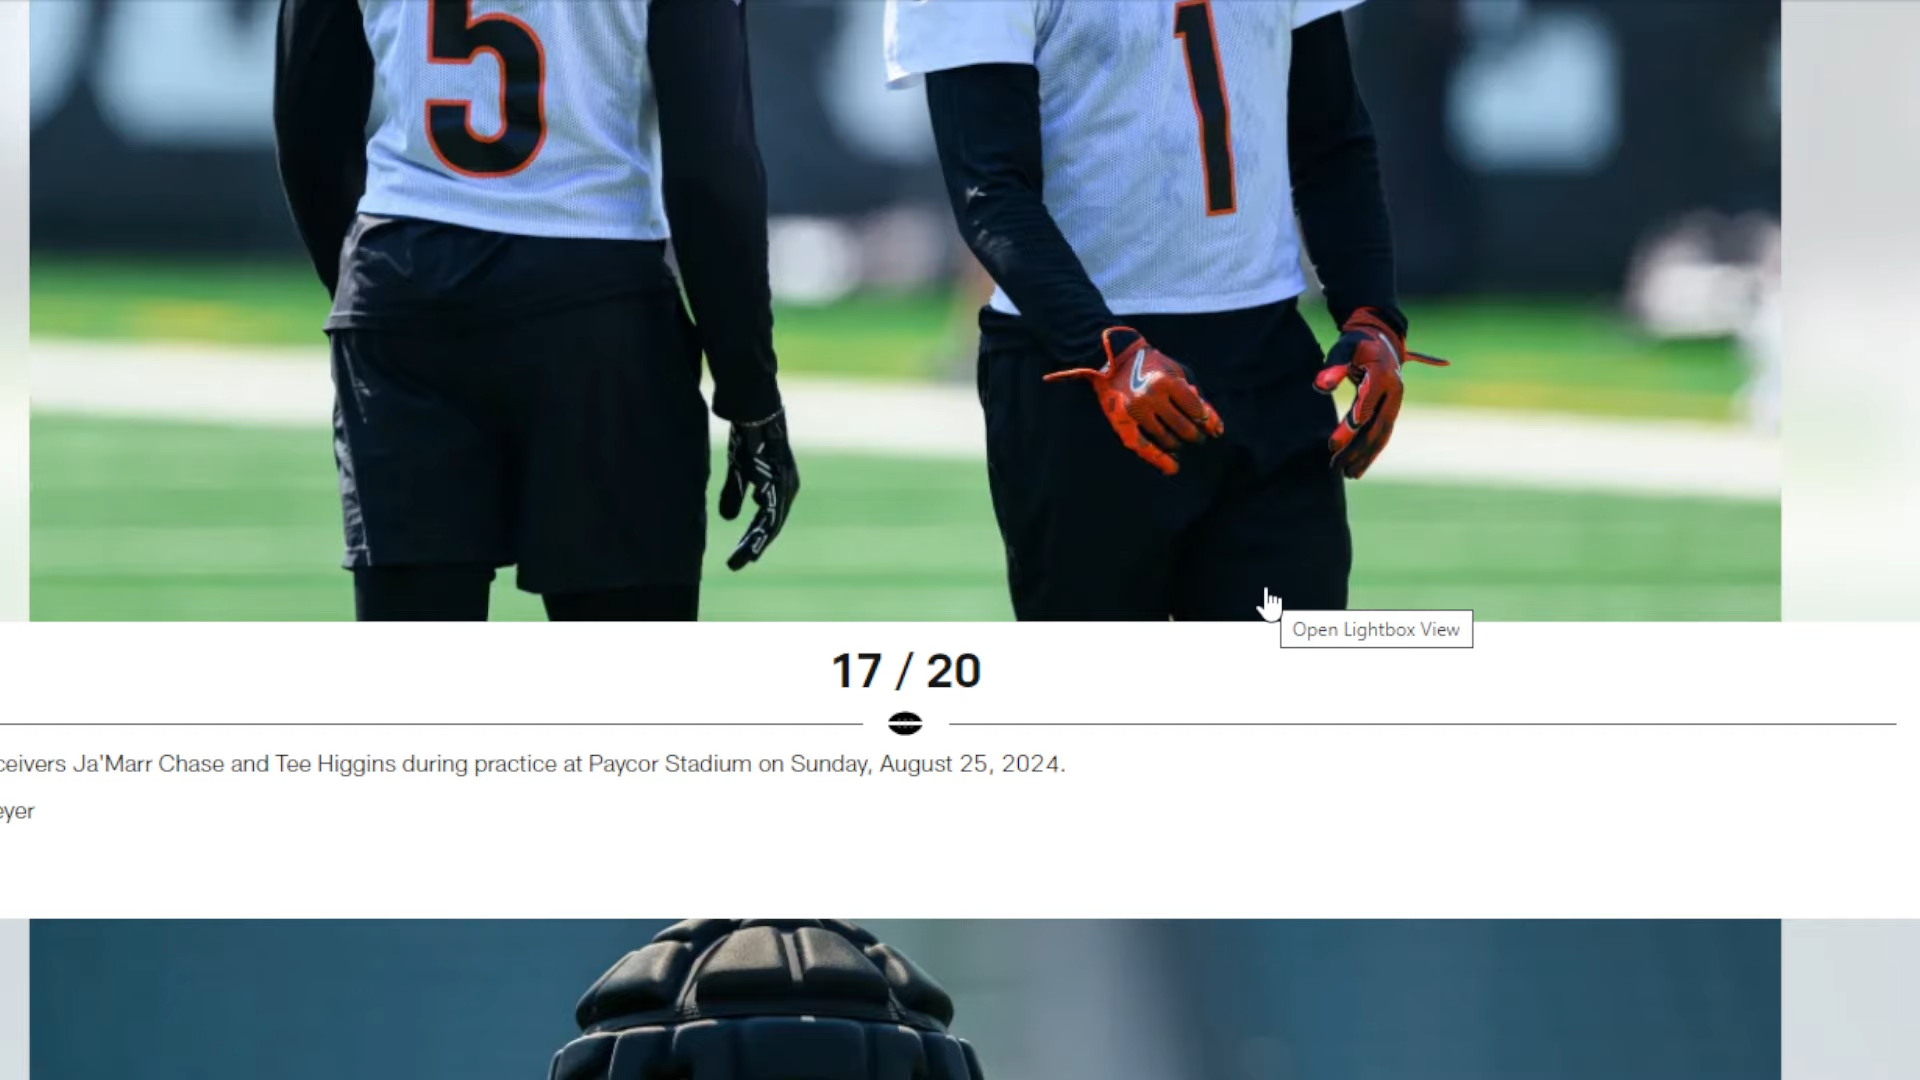 5
1
Open Lightbox View
17 / 20
ceivers Ja'Marr Chase and Tee Higgins during practice at Paycor Stadium on Sunday, August 25, 2024.
eyer